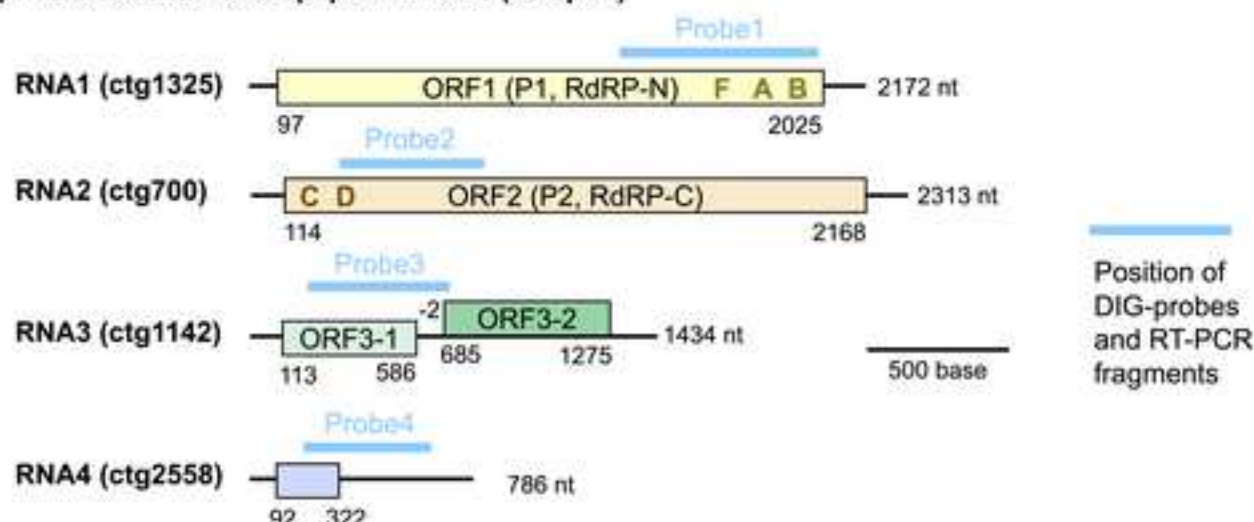 Probe1
RNA1 (ctg1325) ORF1 (P1, RdRP-N) F A B 2172 nt
97 2025
Probe2
RNA2 (ctg700) C D ORF2 (P2, RdRP-C) 2313 nt
114 2168
Probe3
RNA3 (ctg1142) ORF3-1 -2 ORF3-2 1434 nt
113 586 685 1275
Probe4
RNA4 (ctg2558) 786 nt
92 322
500 base
Position of
DIG-probes
and RT-PCR
fragments